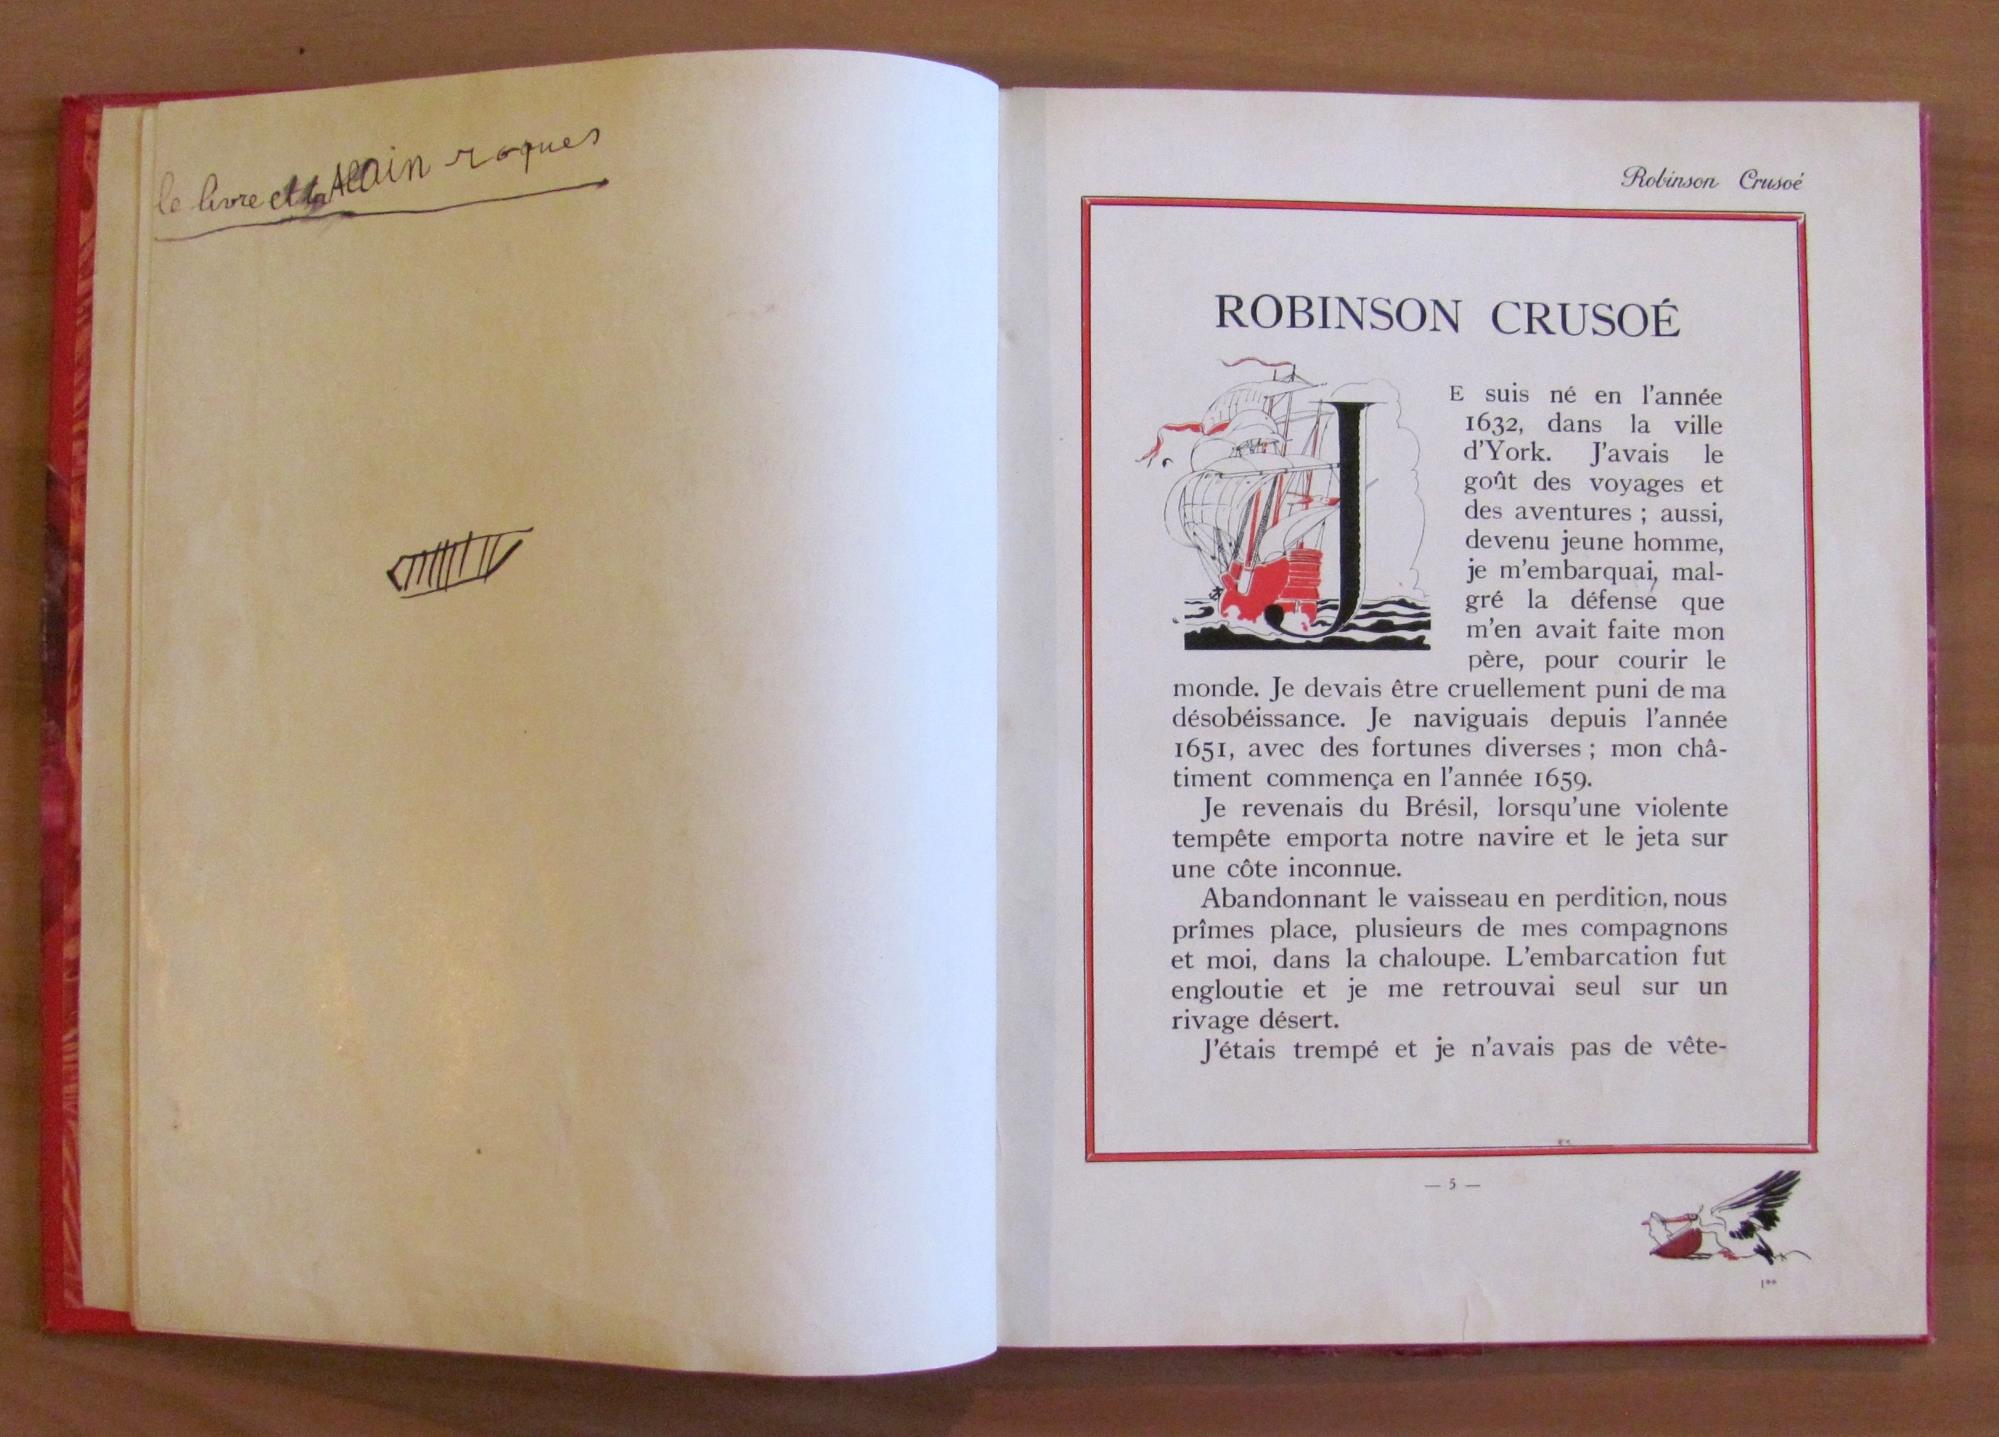 le livre et Alain roques
Robinson Crusoé
ROBINSON CRUSOÉ
JE suis né en l'année
1632, dans la ville
d'York. J'avais le
goût des voyages et
des aventures ; aussi,
devenu jeune homme,
je m'embarquai, mal-
gré la défense que
m'en avait faite mon
père, pour courir le
monde. Je devais être cruellement puni de ma
désobéissance. Je naviguais depuis l'année
1651, avec des fortunes diverses ; mon châ-
timent commença en l'année 1659.
Je revenais du Brésil, lorsqu'une violente
tempête emporta notre navire et le jeta sur
une côte inconnue.
Abandonnant le vaisseau en perdition, nous
prîmes place, plusieurs de mes compagnons
et moi, dans la chaloupe. L'embarcation fut
engloutie et je me retrouvai seul sur un
rivage désert.
J'étais trempé et je n'avais pas de vête-
— 5 —
1**